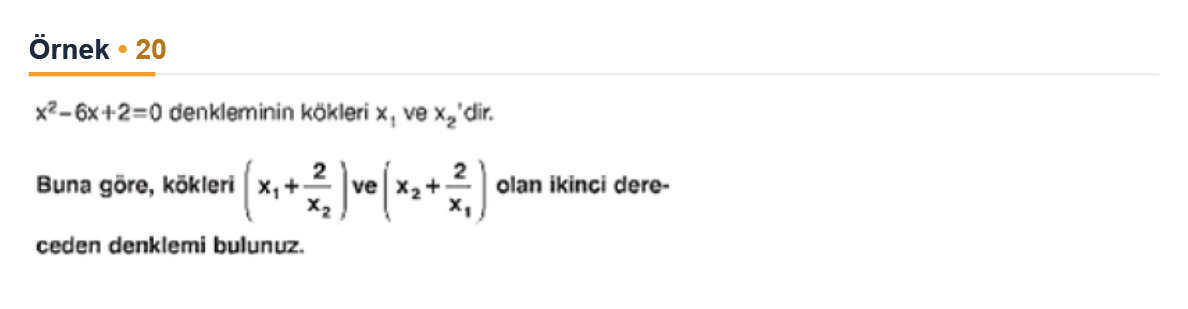 Örnek • 20
x²–6x+2=0 denkleminin kökleri x₁ ve x₂'dir.
Buna göre, kökleri (x₁ + 2/x₂) ve (x₂ + 2/x₁) olan ikinci dere-
ceden denklemi bulunuz.